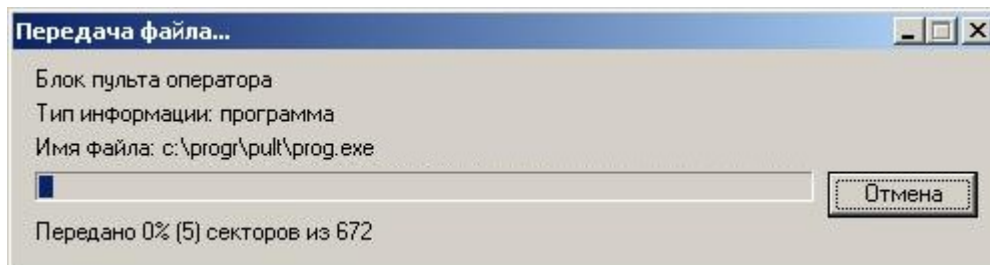 Передача файла...
Блок пульта оператора
Тип информации: программа
Имя файла: c:\progr\pult\prog.exe
Отмена
Передано 0% (5) секторов из 672